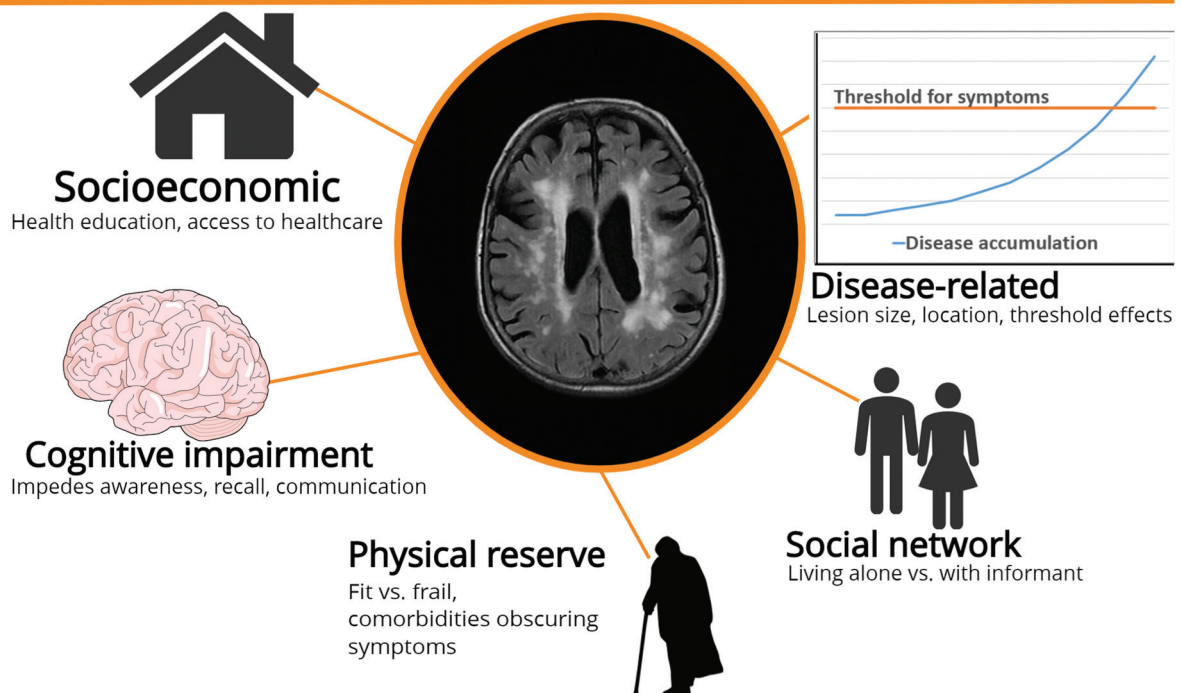 Socioeconomic
Health education, access to healthcare
Threshold for symptoms
Disease accumulation
Disease-related
Lesion size, location, threshold effects
Cognitive impairment
Impedes awareness, recall, communication
Physical reserve
Fit vs. frail,
comorbidities obscuring
symptoms
Social network
Living alone vs. with informant